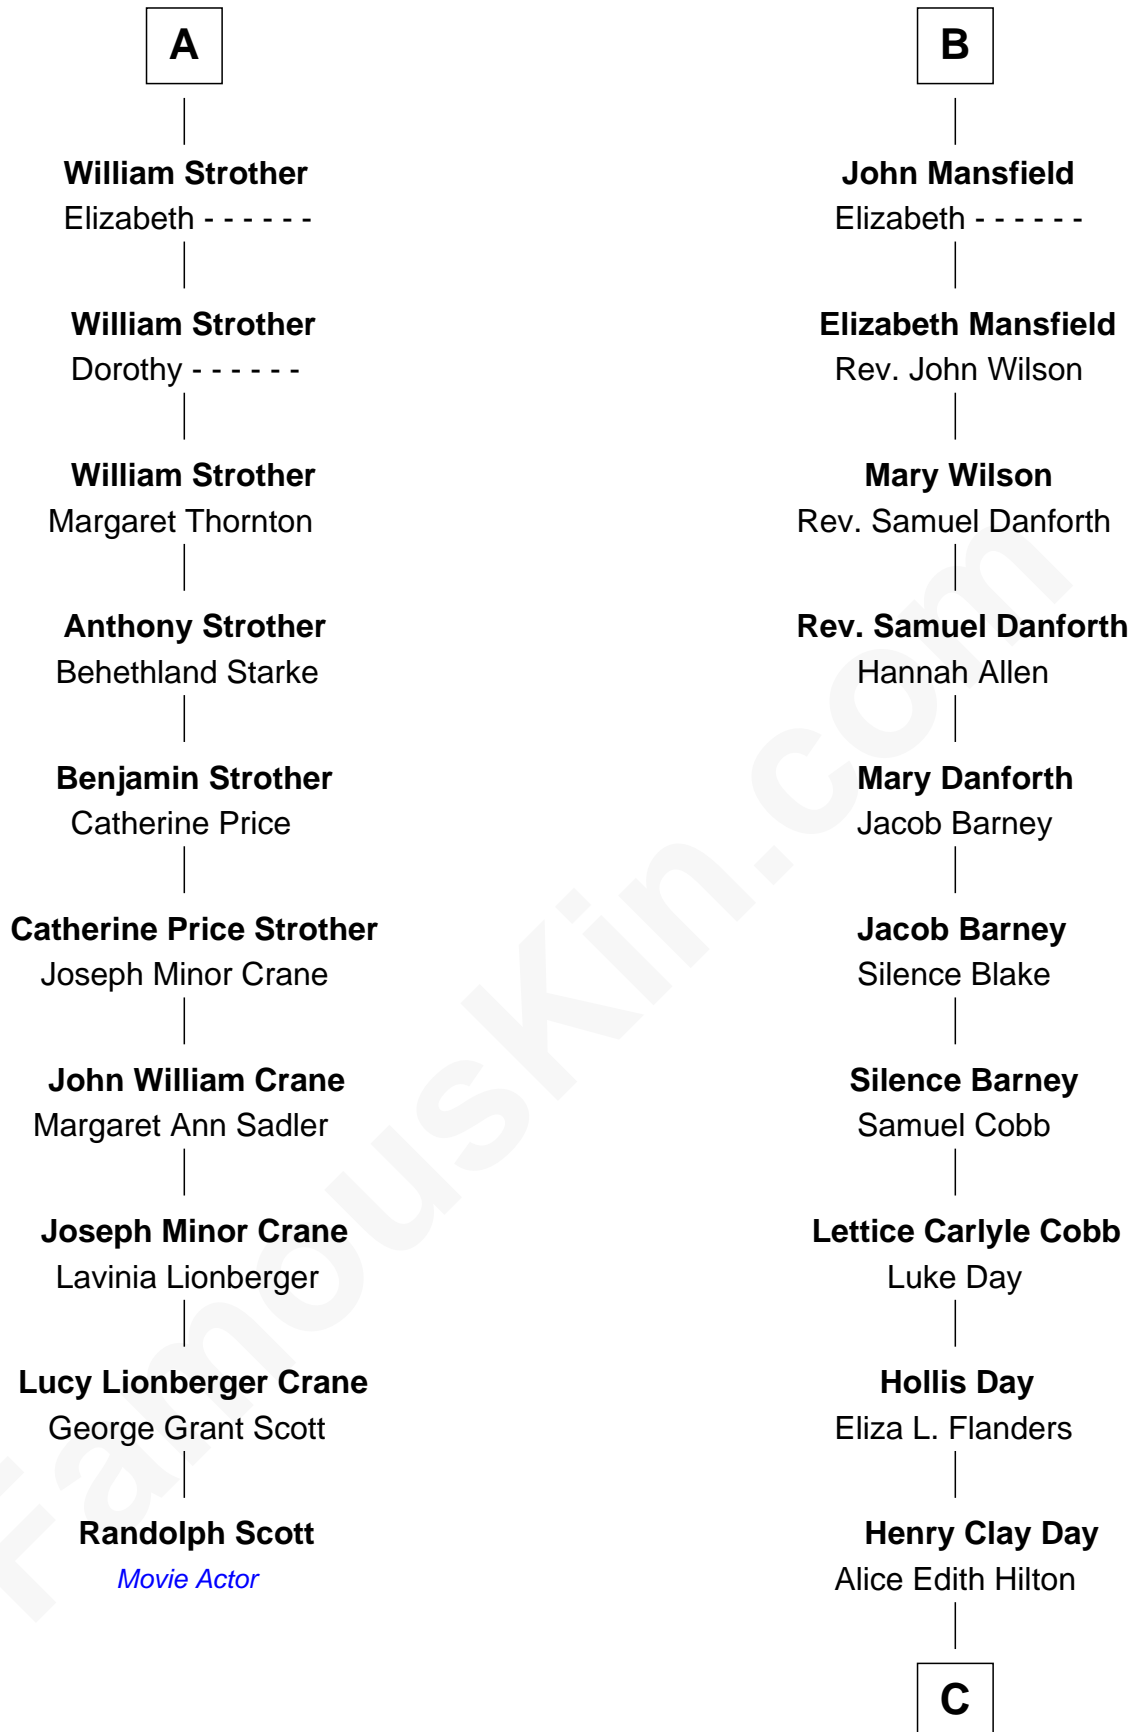 A
William Strother
Elizabeth - - - - - -
William Strother
Dorothy - - - - - -
William Strother
Margaret Thornton
Anthony Strother
Behethland Starke
Benjamin Strother
Catherine Price
Catherine Price Strother
Joseph Minor Crane
John William Crane
Margaret Ann Sadler
Joseph Minor Crane
Lavinia Lionberger
Lucy Lionberger Crane
George Grant Scott
Randolph Scott
Movie Actor
B
John Mansfield
Elizabeth - - - - - -
Elizabeth Mansfield
Rev. John Wilson
Mary Wilson
Rev. Samuel Danforth
Rev. Samuel Danforth
Hannah Allen
Mary Danforth
Jacob Barney
Jacob Barney
Silence Blake
Silence Barney
Samuel Cobb
Lettice Carlyle Cobb
Luke Day
Hollis Day
Eliza L. Flanders
Henry Clay Day
Alice Edith Hilton
C
FamousKin.com